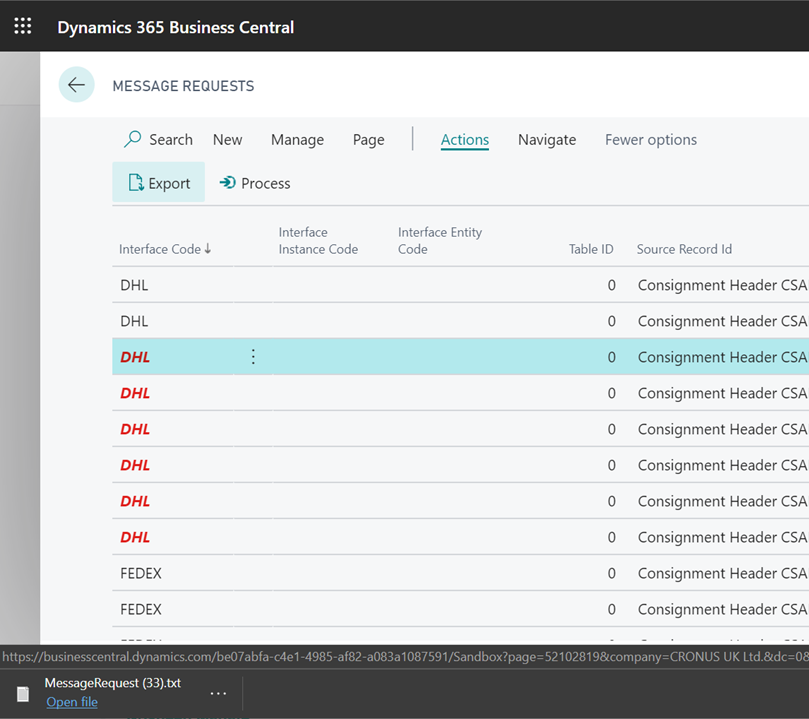 Dynamics 365 Business Central
MESSAGE REQUESTS
Search New Manage Page Actions Navigate Fewer options
Export Process
Interface Code↓ Interface Instance Code Interface Entity Code Table ID Source Record Id
DHL 0 Consignment Header CSA
DHL 0 Consignment Header CSA
DHL 0 Consignment Header CSA
DHL 0 Consignment Header CSA
DHL 0 Consignment Header CSA
DHL 0 Consignment Header CSA
DHL 0 Consignment Header CSA
DHL 0 Consignment Header CSA
FEDEX 0 Consignment Header CSA
FEDEX 0 Consignment Header CSA
https://businesscentral.dynamics.com/be07abfa-c4e1-4985-af82-a083a1087591/Sandbox?page=52102819&company=CRONUS UK Ltd.&dc=08
MessageRequest (33).txt
Open file